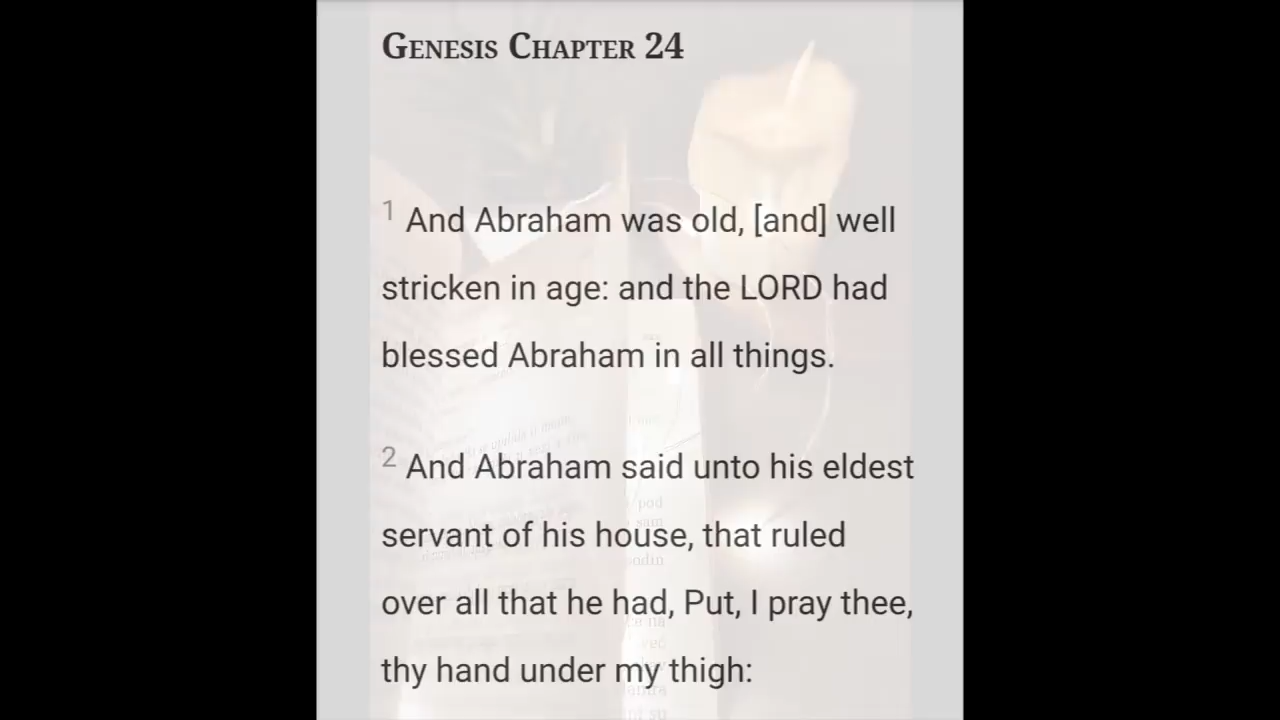 Genesis Chapter 24
1 And Abraham was old, [and] well
stricken in age: and the LORD had
blessed Abraham in all things.
2 And Abraham said unto his eldest
servant of his house, that ruled
over all that he had, Put, I pray thee,
thy hand under my thigh:
pod
sam